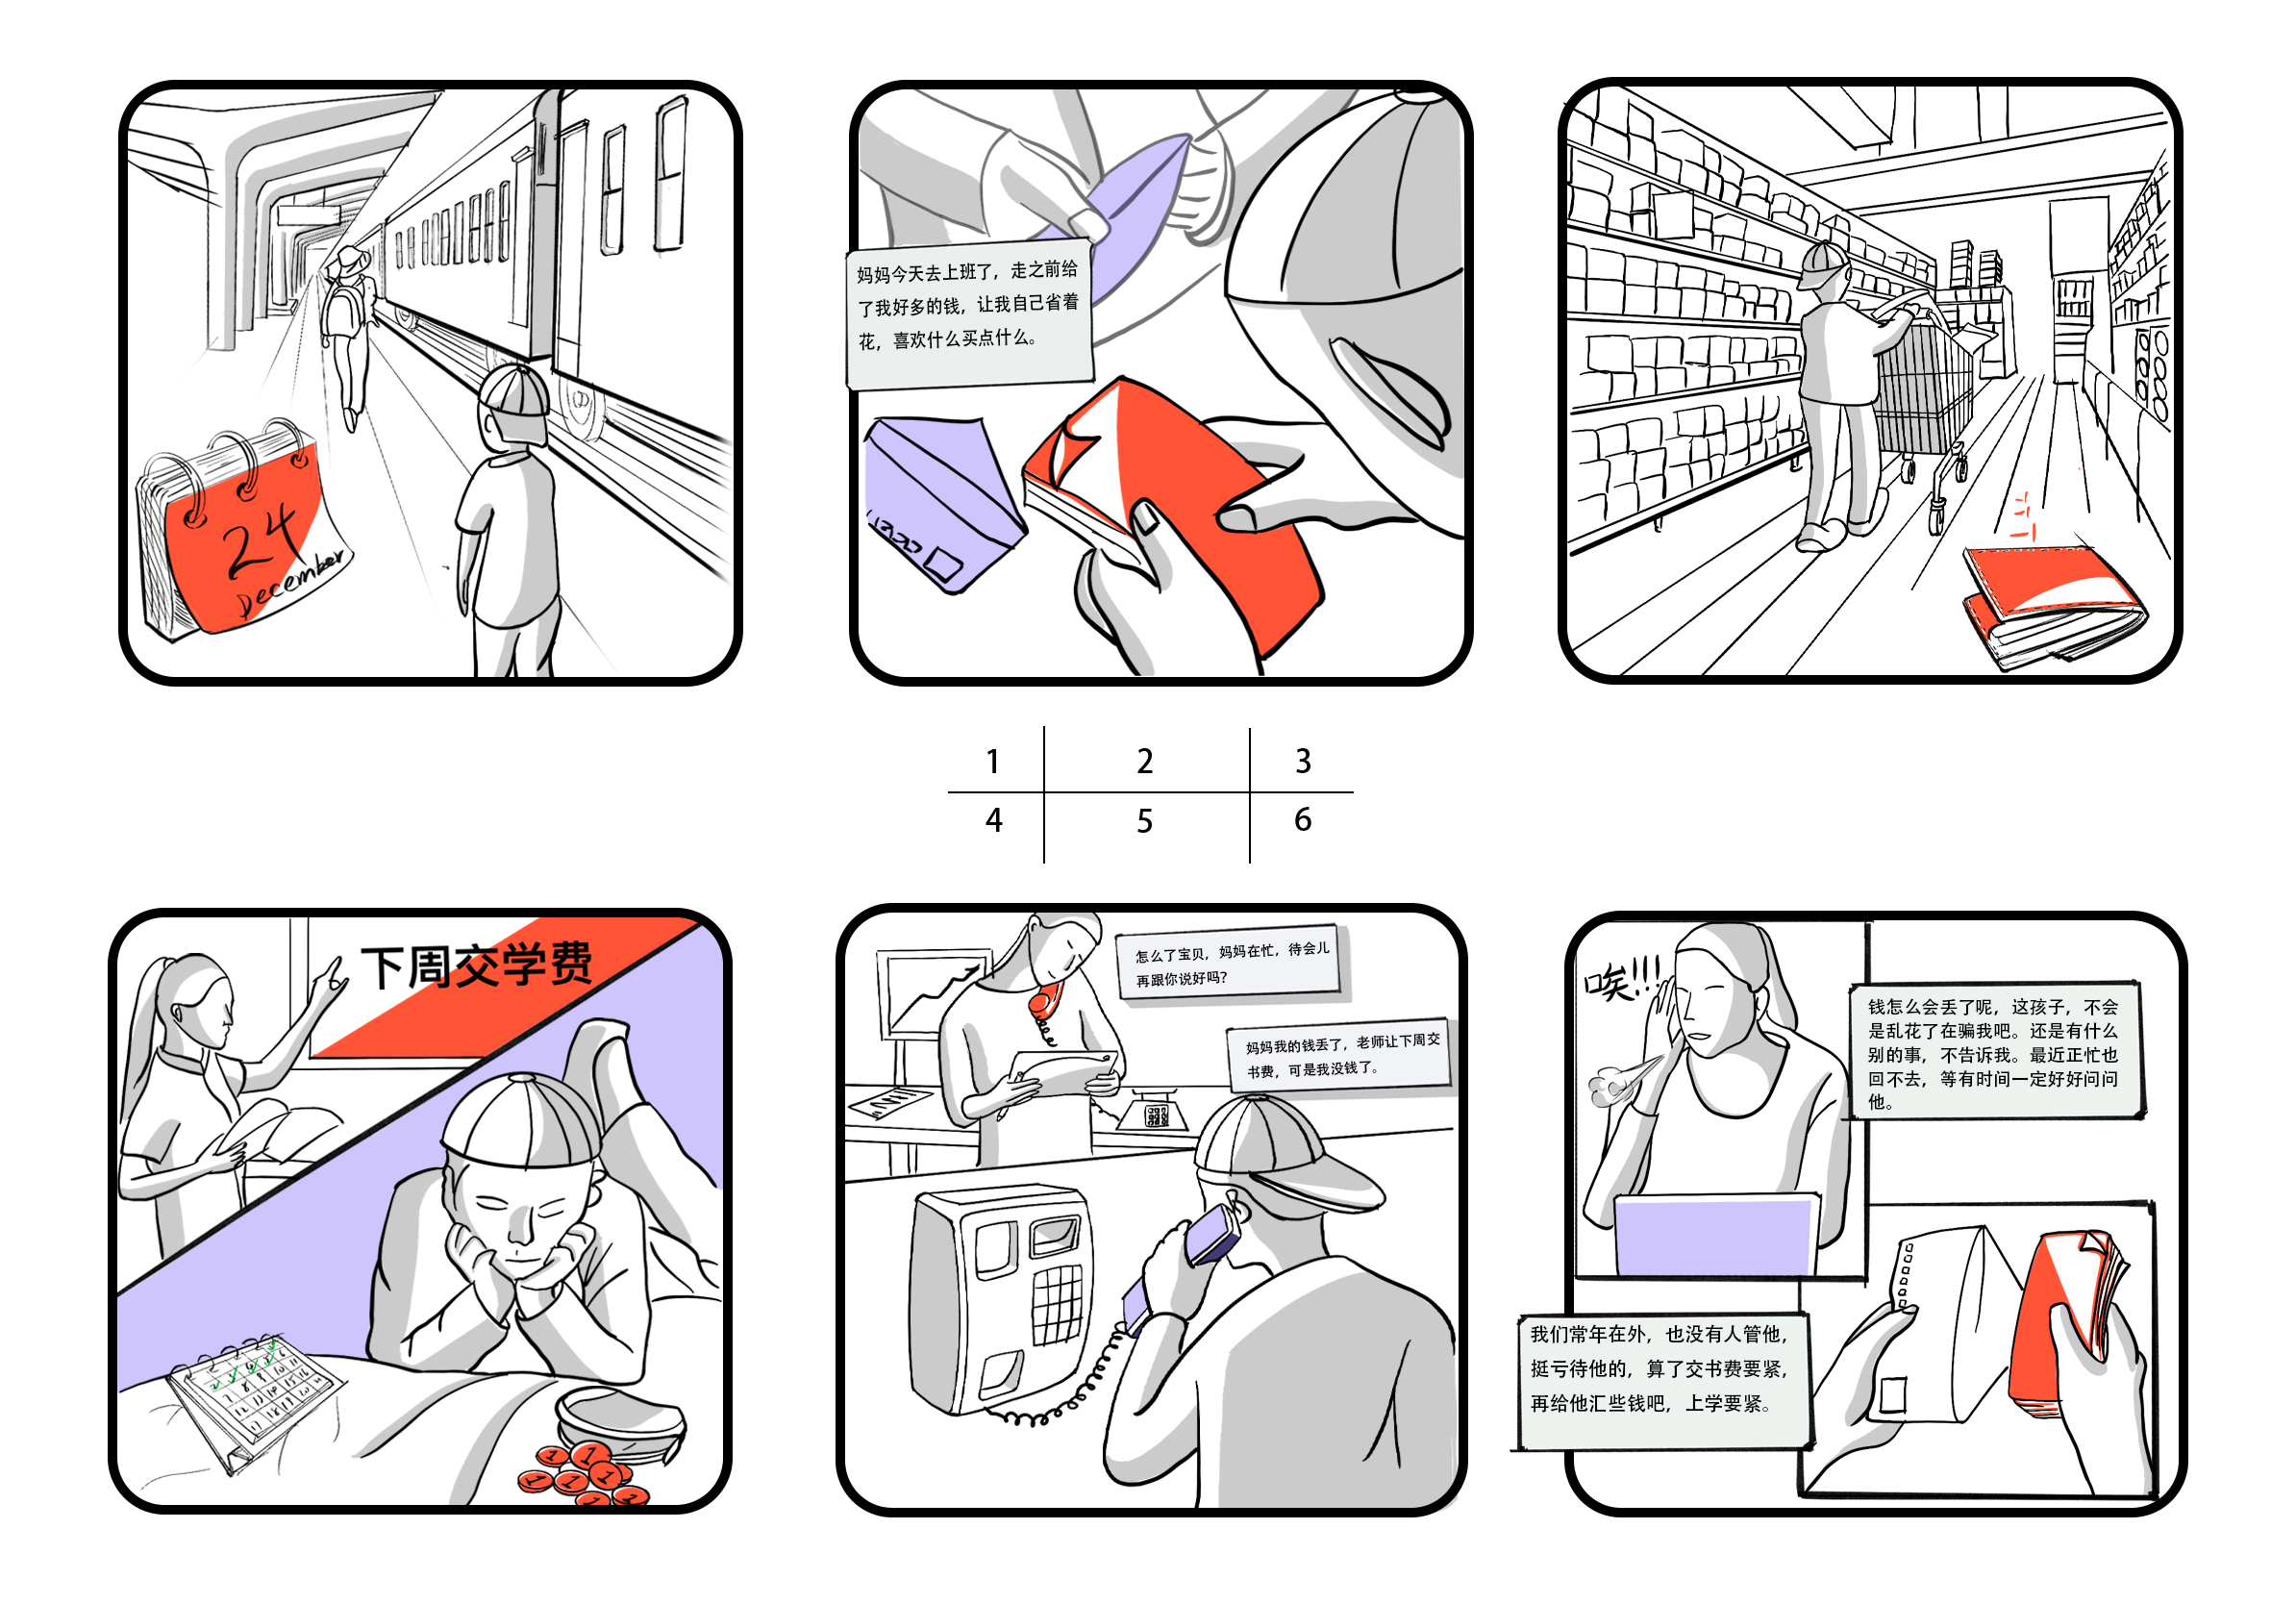 24
December
妈妈今天去上班了，走之前给
了我好多的钱，让我自己省着
花，喜欢什么买点什么。
1 2 3
4 5 6
下周交学费
1
1
1
1
1
1
怎么了宝贝，妈妈在忙，待会儿
再跟你说好吗？
妈妈我的钱丢了，老师让下周交
书费，可是我没钱了。
唉!!!
钱怎么会丢了呢，这孩子，不会
是乱花了在骗我吧。还是有什么
别的事，不告诉我。最近正忙也
回不去，等有时间一定好好问问
他。
我们常年在外，也没有人管他，
挺亏待他的，算了交书费要紧，
再给他汇些钱吧，上学要紧。